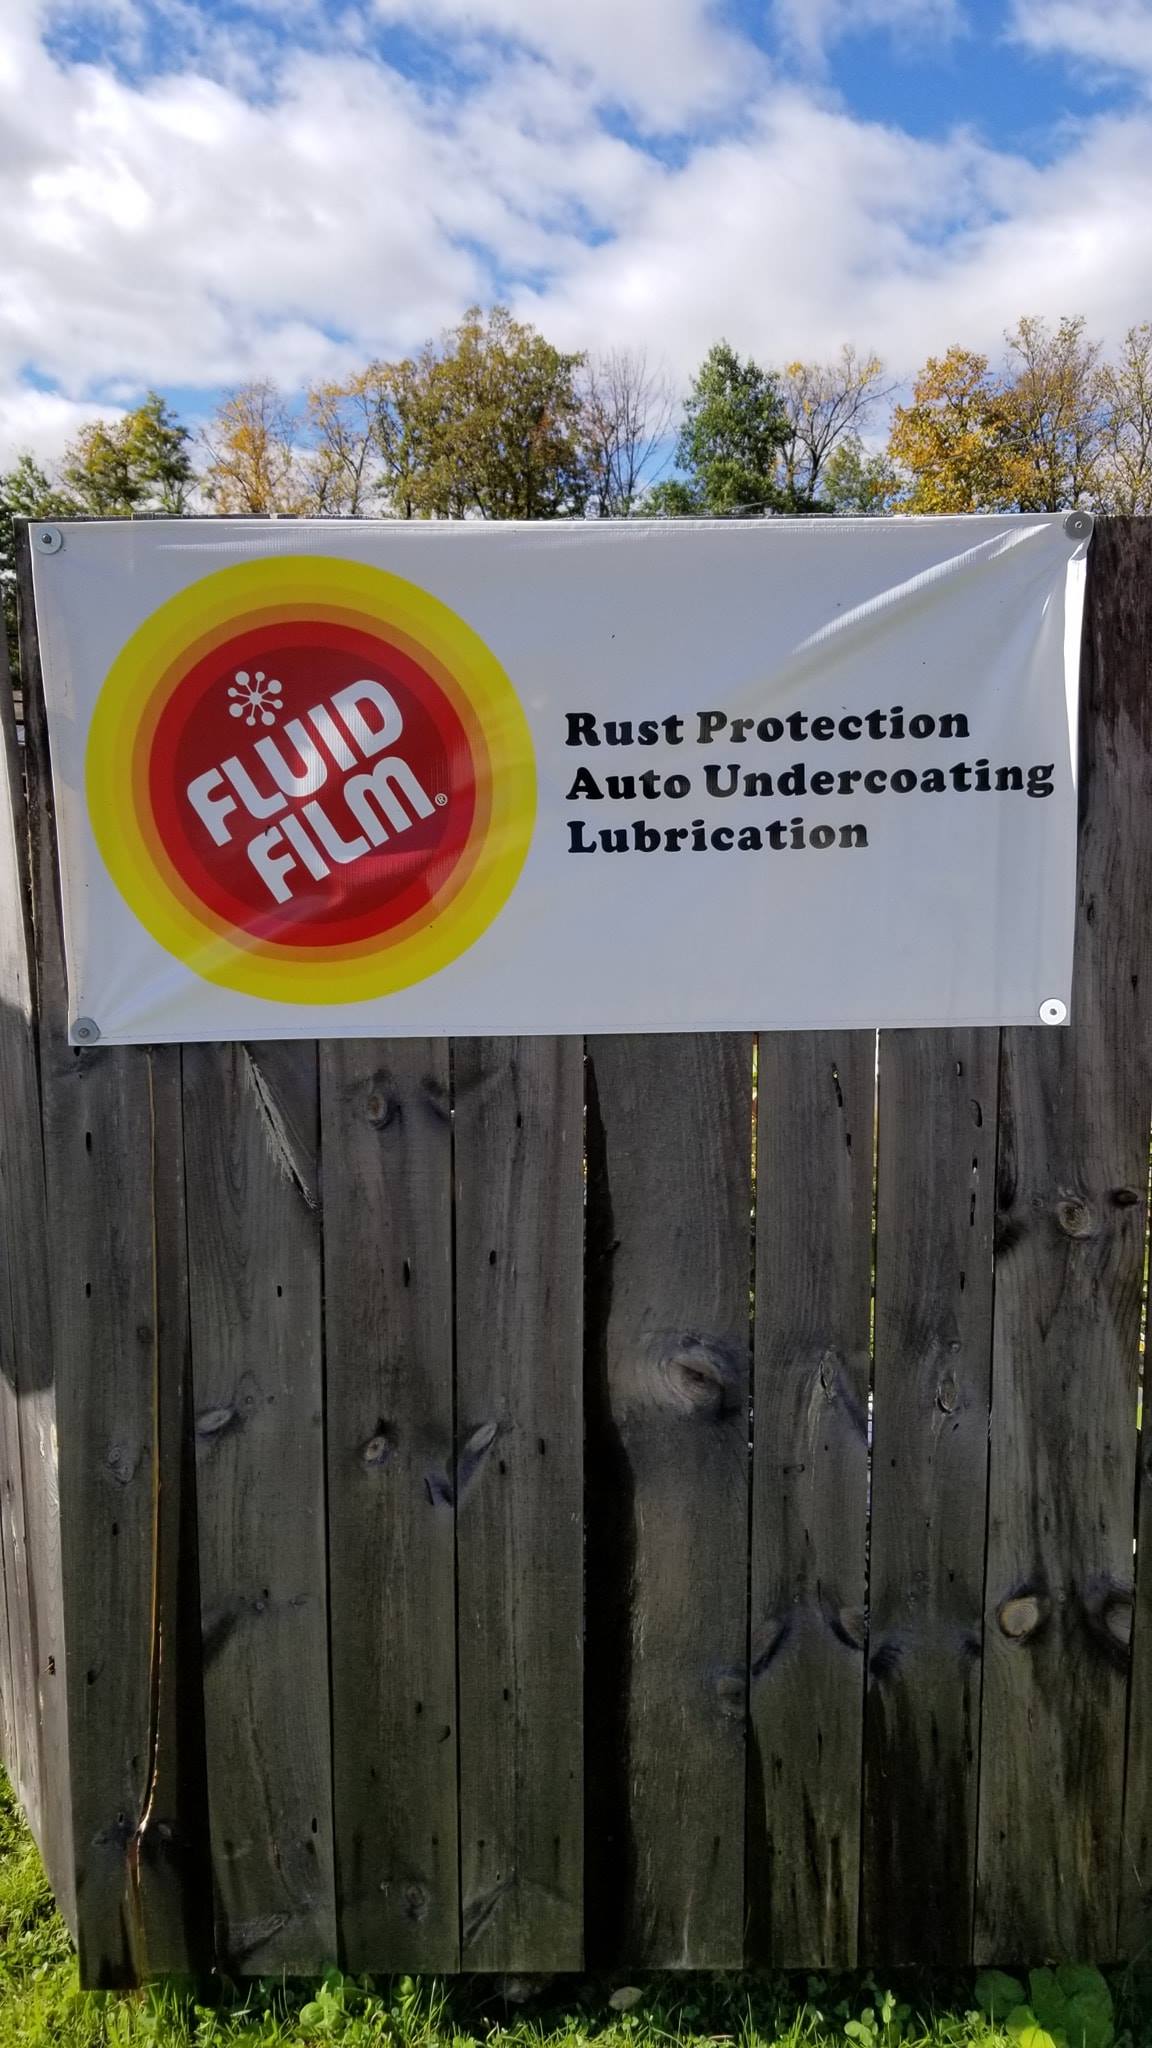 FLUID
FILM®
Rust Protection
Auto Undercoating
Lubrication